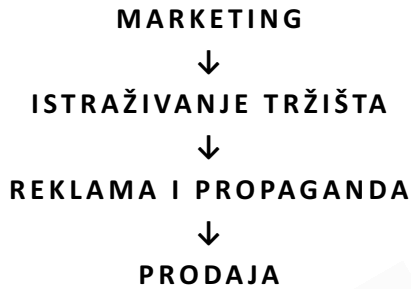 MARKETING
↓
ISTRAŽIVANJE TRŽIŠTA
↓
REKLAMA I PROPAGANDA
↓
PRODAJA